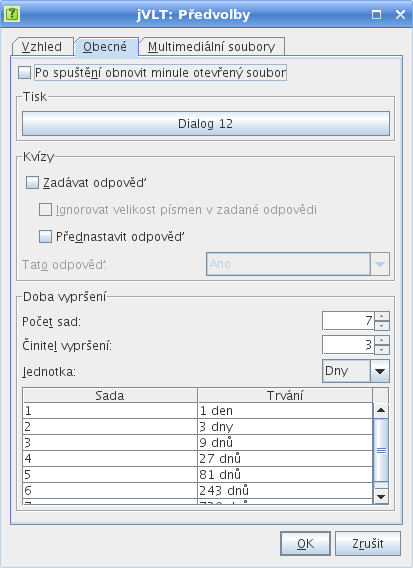 jVLT: Předvolby
Vzhled Obecné Multimediální soubory
Po spuštění obnovit minule otevřený soubor
Tisk
Dialog 12
Kvízy
Zadávat odpověď
Ignorovat velikost písmen v zadané odpovědi
Přednastavit odpověď
Tato odpověď: Ano
Doba vypršení
Počet sad: 7
Činitel vypršení: 3
Jednotka: Dny
Sada Trvání
1 1 den
2 3 dny
3 9 dnů
4 27 dnů
5 81 dnů
6 243 dnů
OK Zrušit